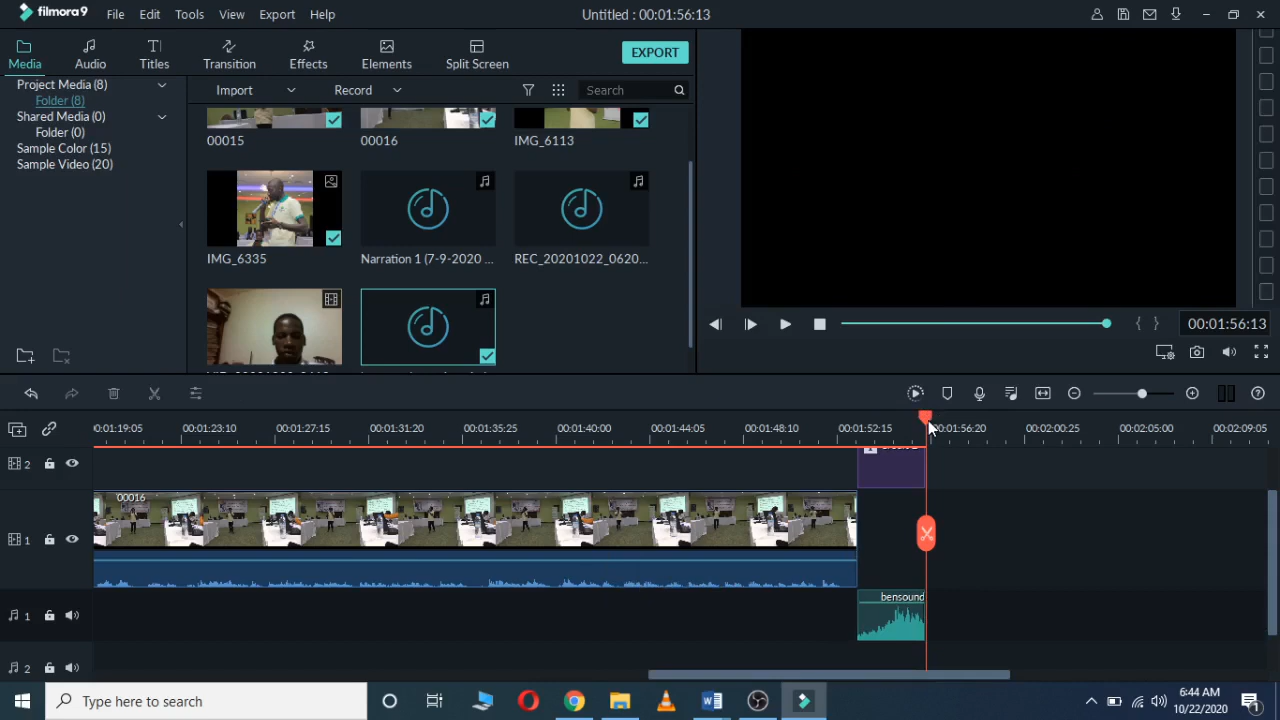 filmora9
File Edit Tools View Export Help
Untitled : 00:01:56:13
Media Audio Titles Transition Effects Elements Split Screen
EXPORT
Project Media (8)
Folder (8)
Shared Media (0)
Folder (0)
Sample Color (15)
Sample Video (20)
Import Record Search
00015 00016 IMG_6113
IMG_6335 Narration 1 (7-9-2020 ... REC_20201022_0620...
00:01:56:13
00:01:19:05 00:01:23:10 00:01:27:15 00:01:31:20 00:01:35:25 00:01:40:00 00:01:44:05 00:01:48:10 00:01:52:15 00:01:56:20 00:02:00:25 00:02:05:00 00:02:09:05
2
00016
1
bensound
1
2
Type here to search
6:44 AM
10/22/2020
1